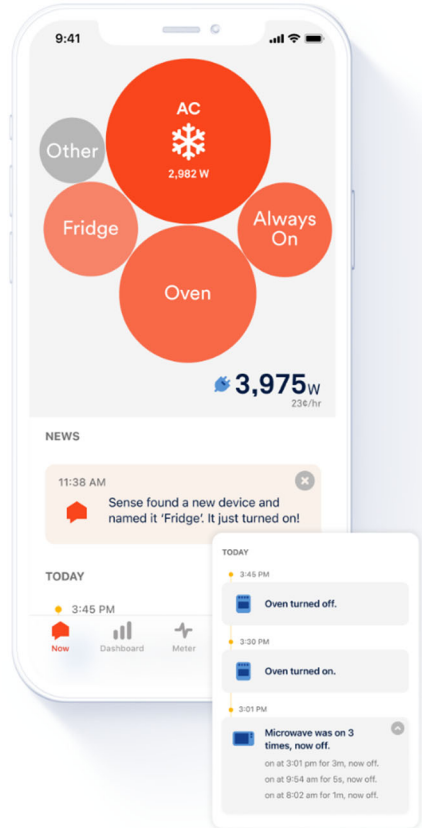 9:41
AC
2,982 W
Other
Fridge
Always
On
Oven
3,975w
23¢/hr
NEWS
11:38 AM
Sense found a new device and
named it ‘Fridge’. It just turned on!
TODAY
3:45 PM
Now
Dashboard
Meter
TODAY
3:45 PM
Oven turned off.
3:30 PM
Oven turned on.
3:01 PM
Microwave was on 3
times, now off.
on at 3:01 pm for 3m, now off.
on at 9:54 am for 5s, now off.
on at 8:02 am for 1m, now off.